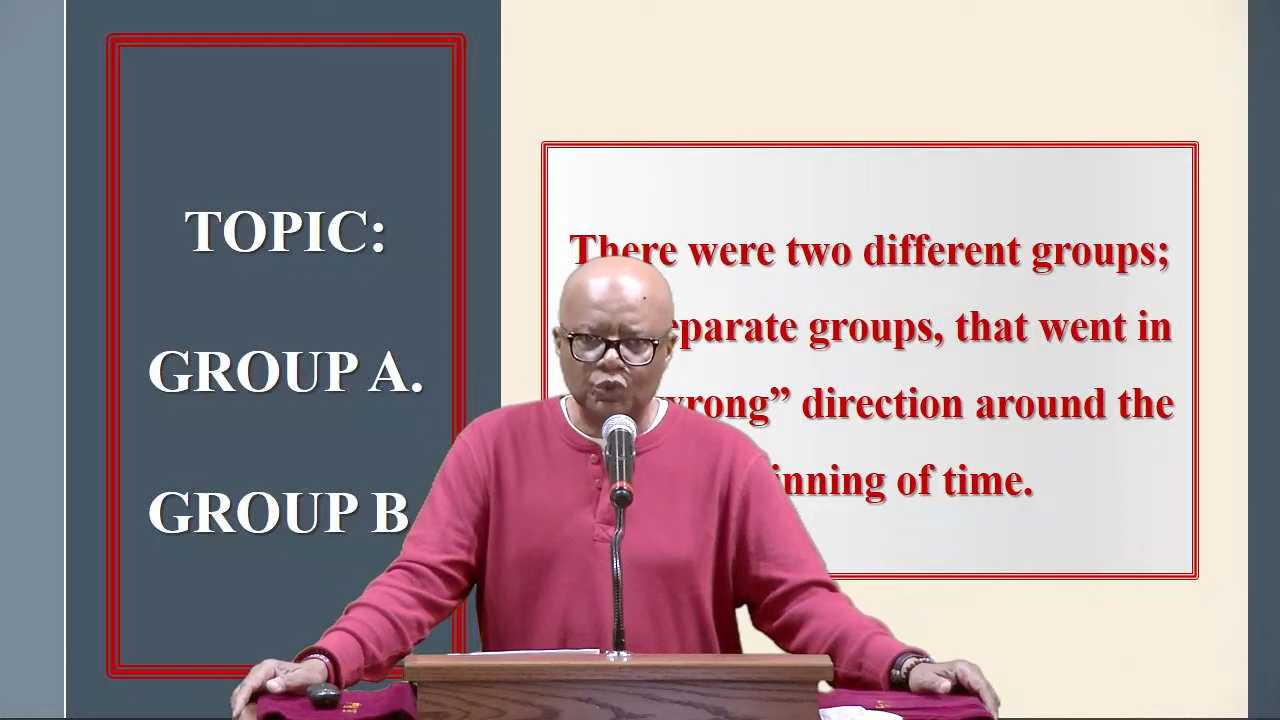 TOPIC:
GROUP A.
GROUP B
There were two different groups;
eparate groups, that went in
wrong” direction around the
inning of time.